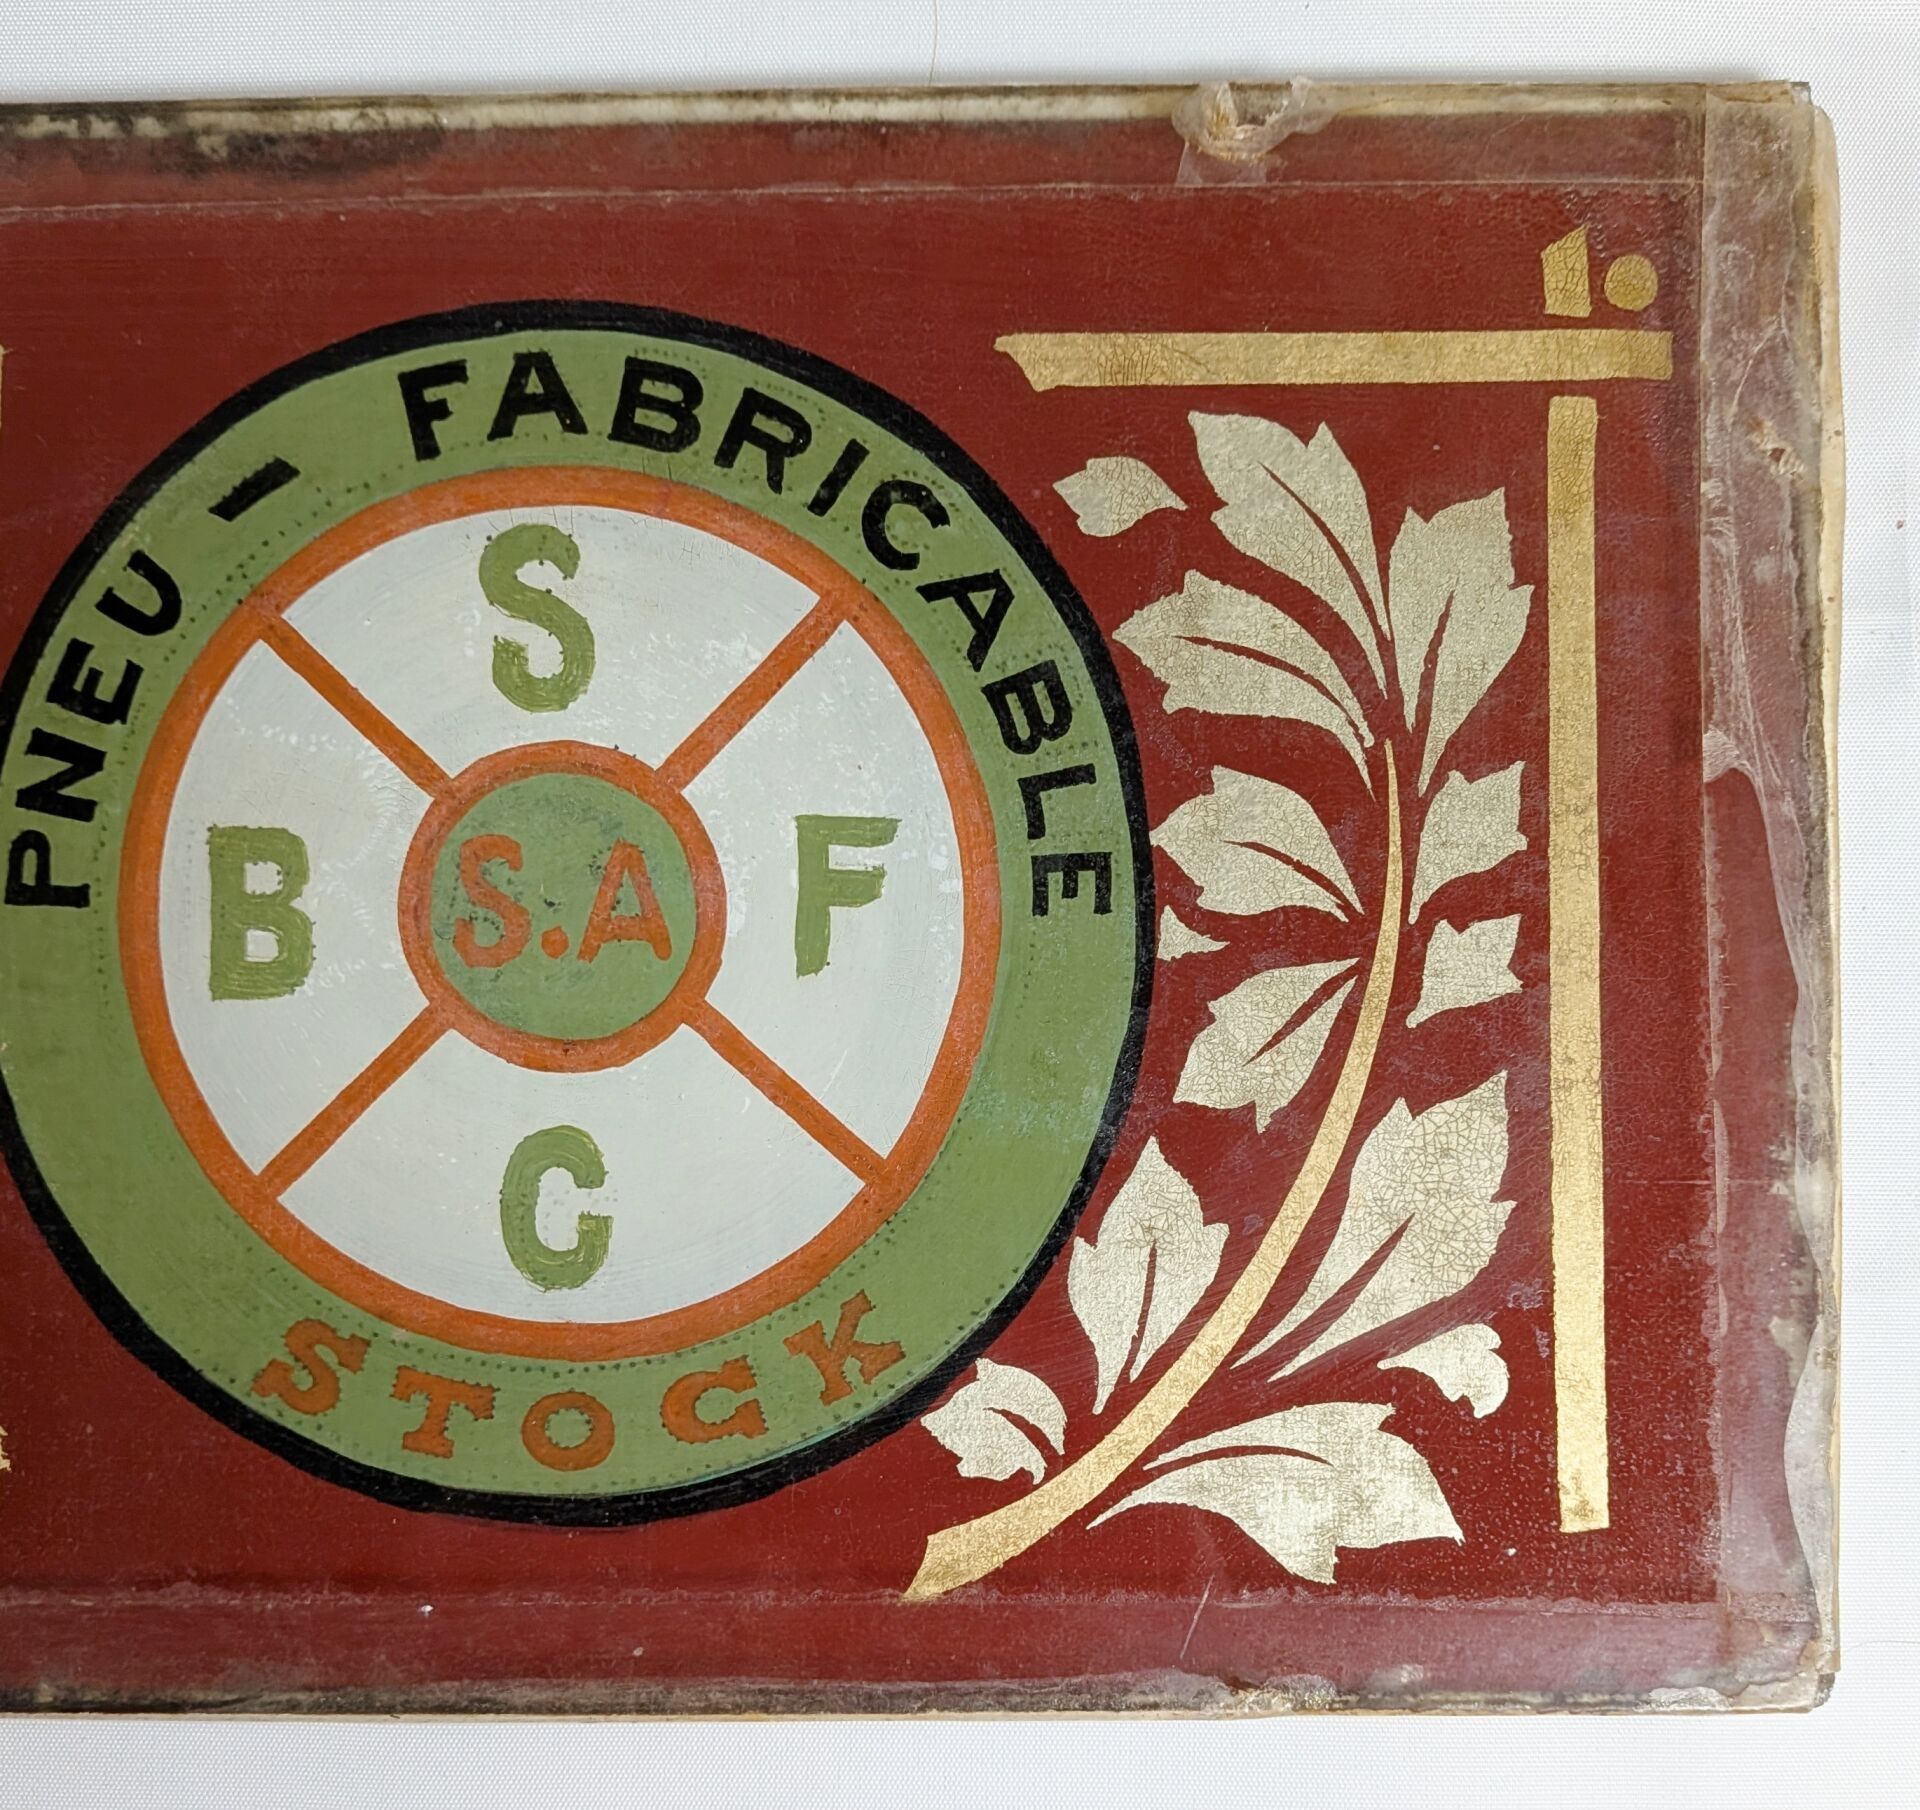 PNEU - FABRICABLE
S
B S.A F
C
STOCK